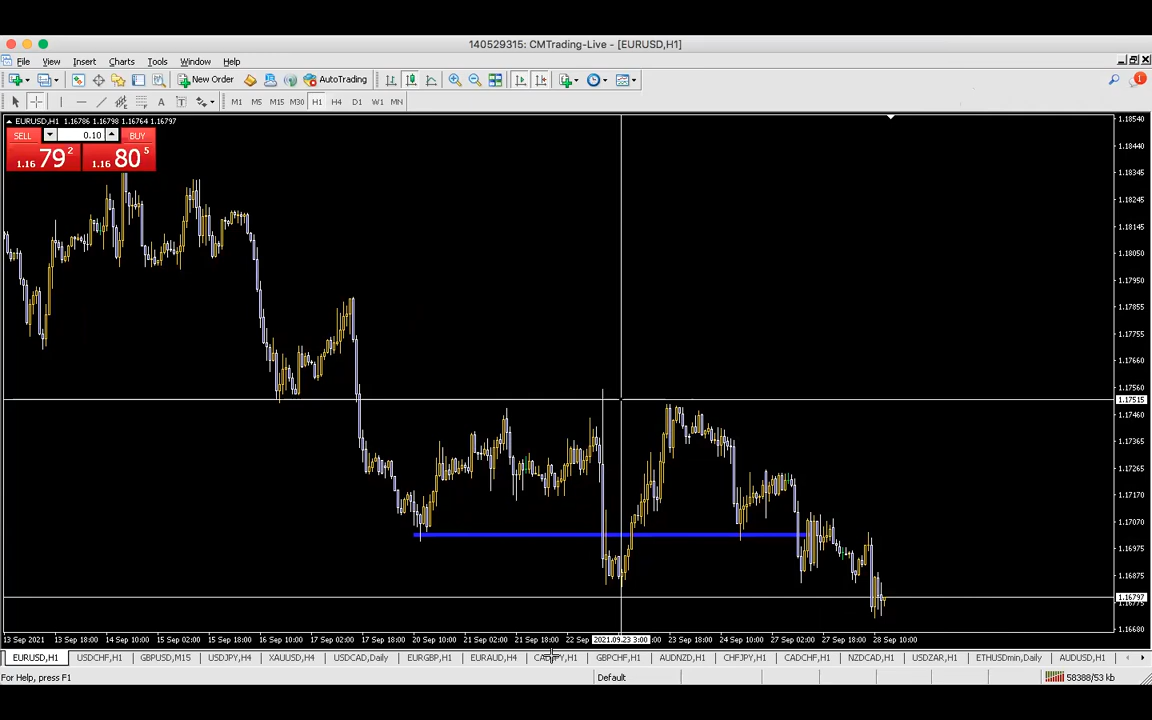 140529315: CMTrading-Live - [EURUSD,H1]
File View Insert Charts Tools Window Help
New Order AutoTrading 1
A T M1 M5 M15 M30 H1 H4 D1 W1 MN
EURUSD,H1 1.16786 1.16798 1.16764 1.16797
SELL 0.10 BUY
1.16 79 2 1.16 80 5
1.18540
1.18440
1.18345
1.18245
1.18145
1.18050
1.17950
1.17855
1.17755
1.17660
1.17560
1.17515
1.17460
1.17365
1.17265
1.17170
1.17070
1.16975
1.16875
1.16797
1.16775
1.16680
13 Sep 2021 13 Sep 18:00 14 Sep 10:00 15 Sep 02:00 15 Sep 18:00 16 Sep 10:00 17 Sep 02:00 17 Sep 18:00 20 Sep 10:00 21 Sep 02:00 21 Sep 18:00 22 Sep 2021.09.23 3:00 :00 23 Sep 18:00 24 Sep 10:00 27 Sep 02:00 27 Sep 18:00 28 Sep 10:00
EURUSD,H1 USDCHF,H1 GBPUSD,M15 USDJPY,H4 XAUUSD,H4 USDCAD,Daily EURGBP,H1 EURAUD,H4 CADJPY,H1 GBPCHF,H1 AUDNZD,H1 CHFJPY,H1 CADCHF,H1 NZDCAD,H1 USDZAR,H1 ETHUSDmin,Daily AUDUSD,H1
For Help, press F1 Default 58388/53 kb